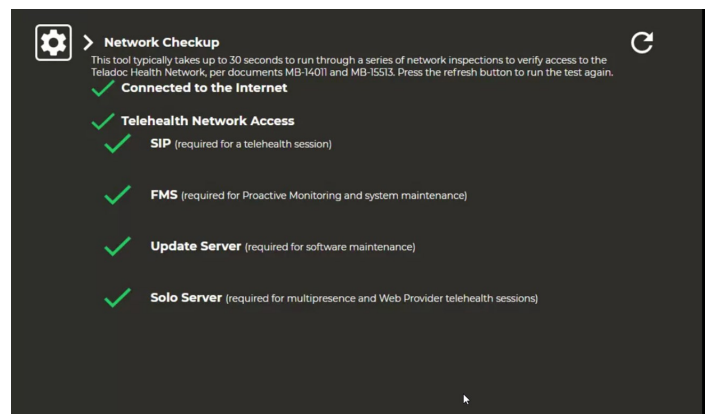 Network Checkup
This tool typically takes up to 30 seconds to run through a series of network inspections to verify access to the
Teladoc Health Network, per documents MB-14011 and MB-15513. Press the refresh button to run the test again.
Connected to the Internet
Telehealth Network Access
SIP (required for a telehealth session)
FMS (required for Proactive Monitoring and system maintenance)
Update Server (required for software maintenance)
Solo Server (required for multipresence and Web Provider telehealth sessions)